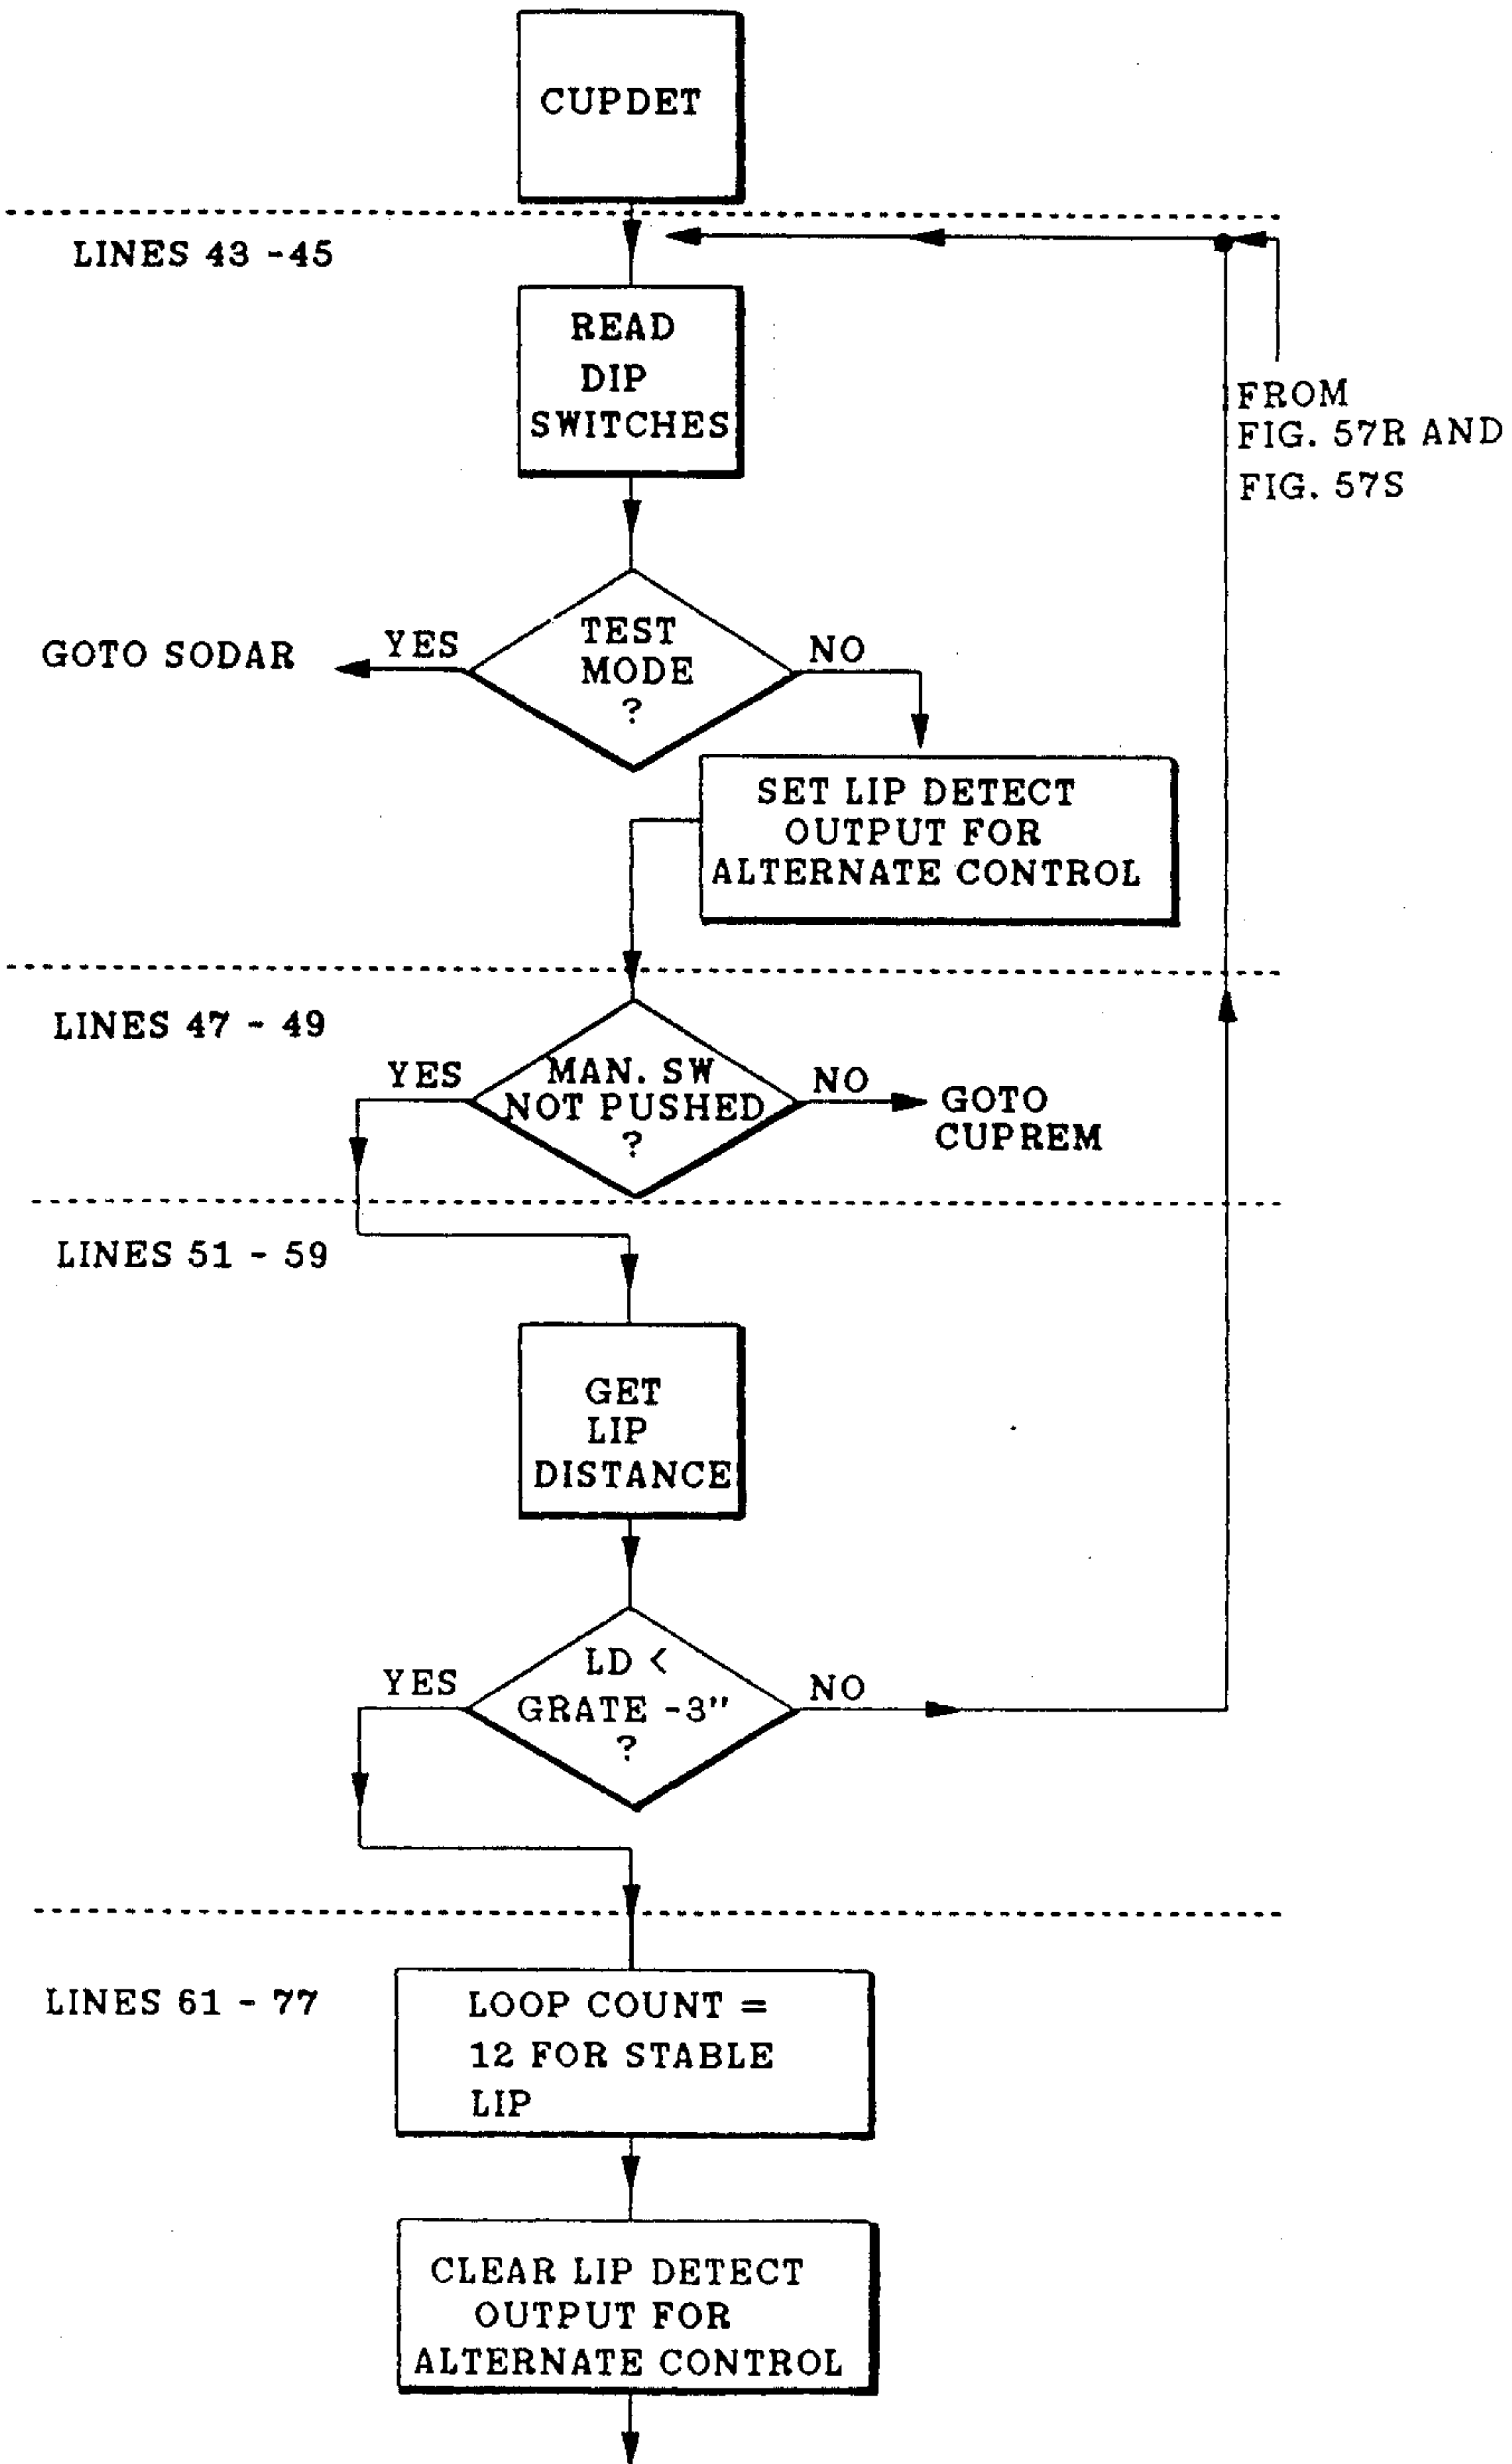 CUPDET
LINES 43 -45
READ
DIP
SWITCHES
FROM
FIG. 57R AND
FIG. 57S
GOTO SODAR
YES
TEST
MODE
?
NO
SET LIP DETECT
OUTPUT FOR
ALTERNATE CONTROL
LINES 47 - 49
YES
MAN. SW
NOT PUSHED
?
NO
GOTO
CUPREM
LINES 51 - 59
GET
LIP
DISTANCE
YES
LD <
GRATE -3"
?
NO
LINES 61 - 77
LOOP COUNT =
12 FOR STABLE
LIP
CLEAR LIP DETECT
OUTPUT FOR
ALTERNATE CONTROL